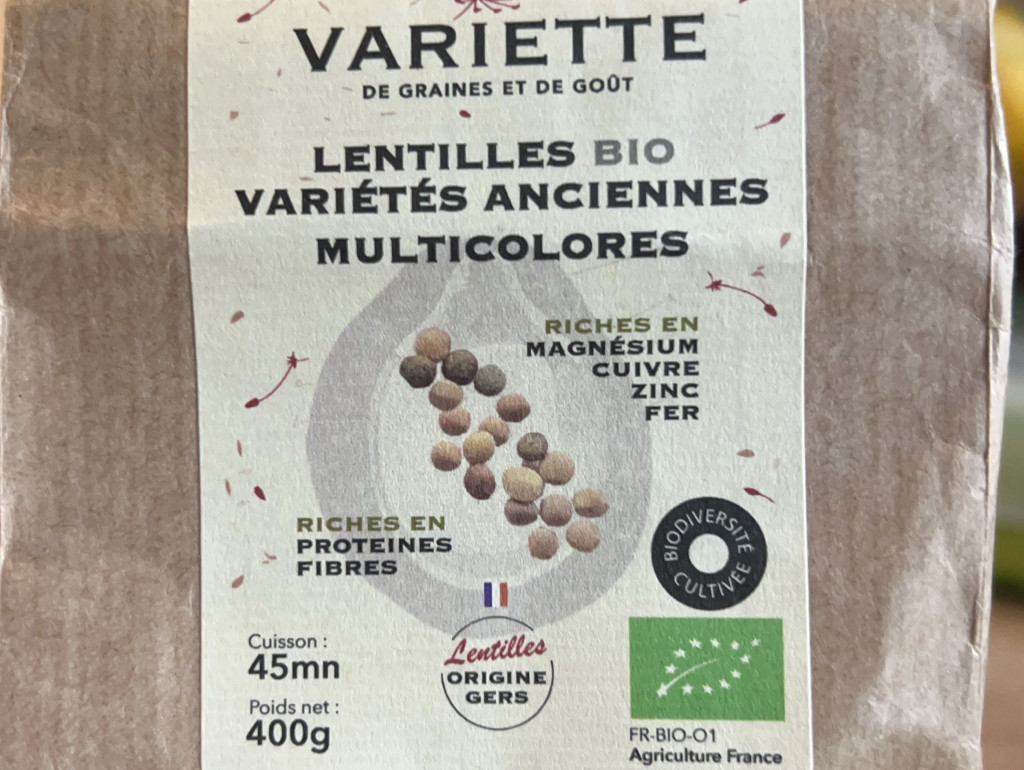 VARIETTE
DE GRAINES ET DE GOÛT
LENTILLES BIO
VARIÉTÉS ANCIENNES
MULTICOLORES
RICHES EN
MAGNÉSIUM
CUIVRE
ZINC
FER
RICHES EN
PROTEINES
FIBRES
BIODIVERSITÉ
CULTIVÉE
Cuisson :
45mn
Poids net :
400g
Lentilles
ORIGINE
GERS
FR-BIO-O1
Agriculture France